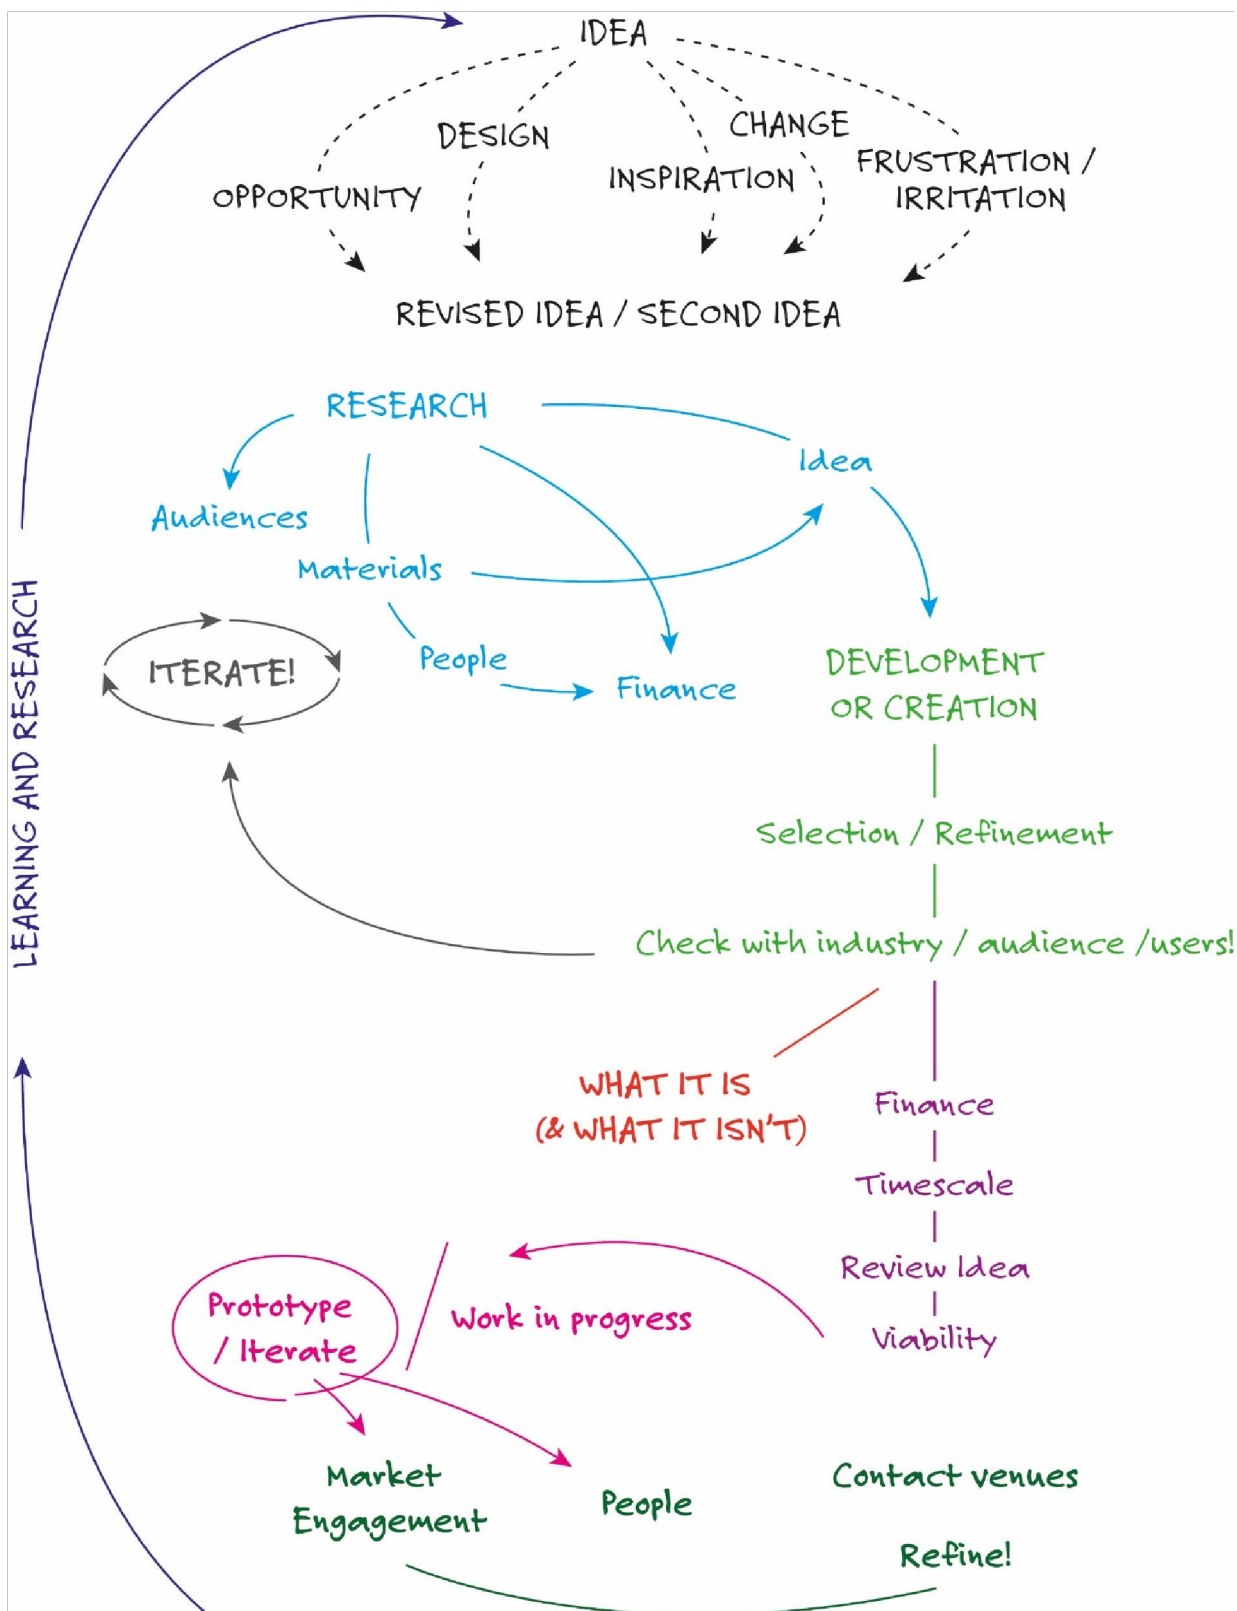 IDEA
DESIGN
CHANGE
OPPORTUNITY
INSPIRATION
FRUSTRATION /
IRRITATION
REVISED IDEA / SECOND IDEA
RESEARCH
Idea
Audiences
Materials
People
Finance
ITERATE!
LEARNING AND RESEARCH
DEVELOPMENT
OR CREATION
Selection / Refinement
Check with industry / audience /users!
WHAT IT IS
(& WHAT IT ISN'T)
Finance
Timescale
Review Idea
Viability
Work in progress
Prototype
/ Iterate
Market
Engagement
People
Contact venues
Refine!